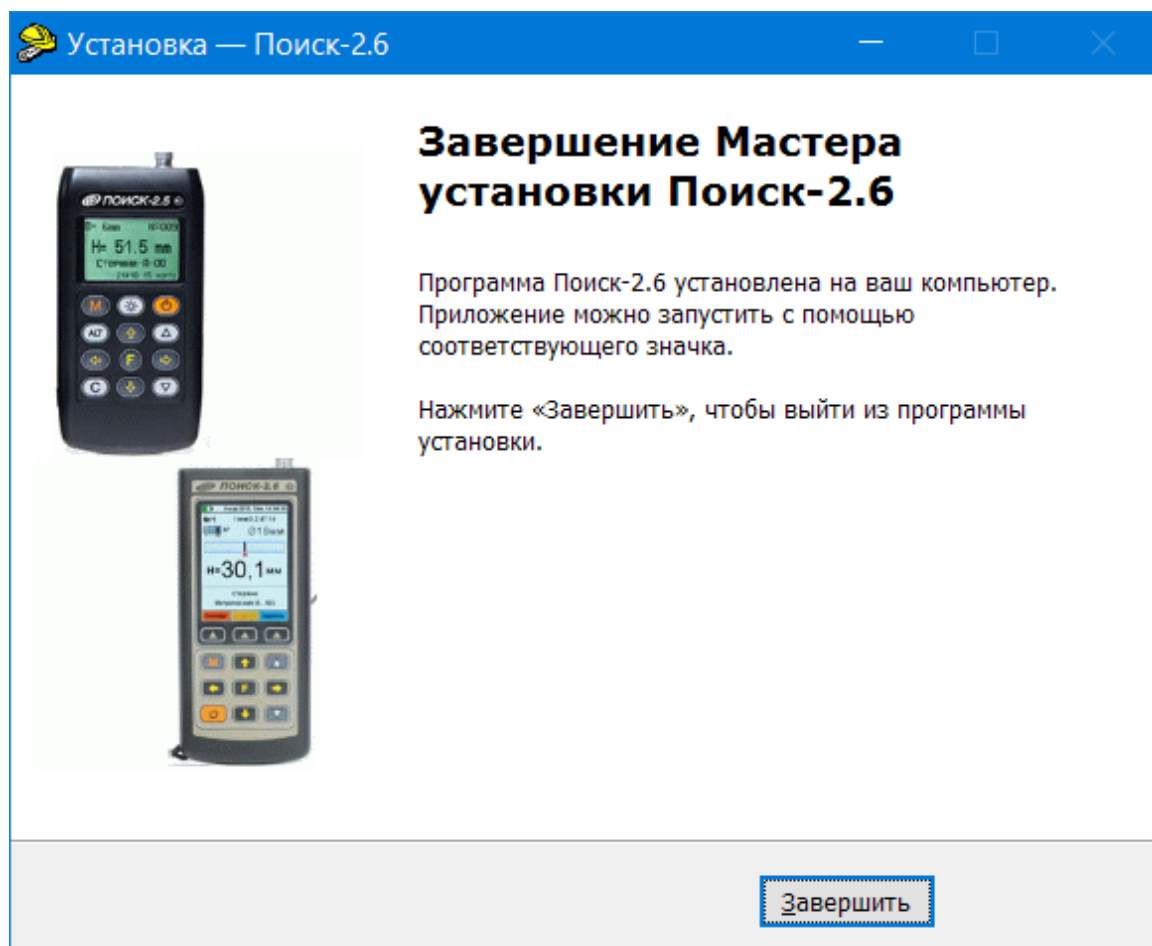 Установка — Поиск-2.6
Завершение Мастера
установки Поиск-2.6
Программа Поиск-2.6 установлена на ваш компьютер.
Приложение можно запустить с помощью
соответствующего значка.
Нажмите «Завершить», чтобы выйти из программы
установки.
ПОИСК-2.5
H= 51.5 mm
M
ALT
F
C
ПОИСК-2.6
H=30,1мм
M
F
Завершить